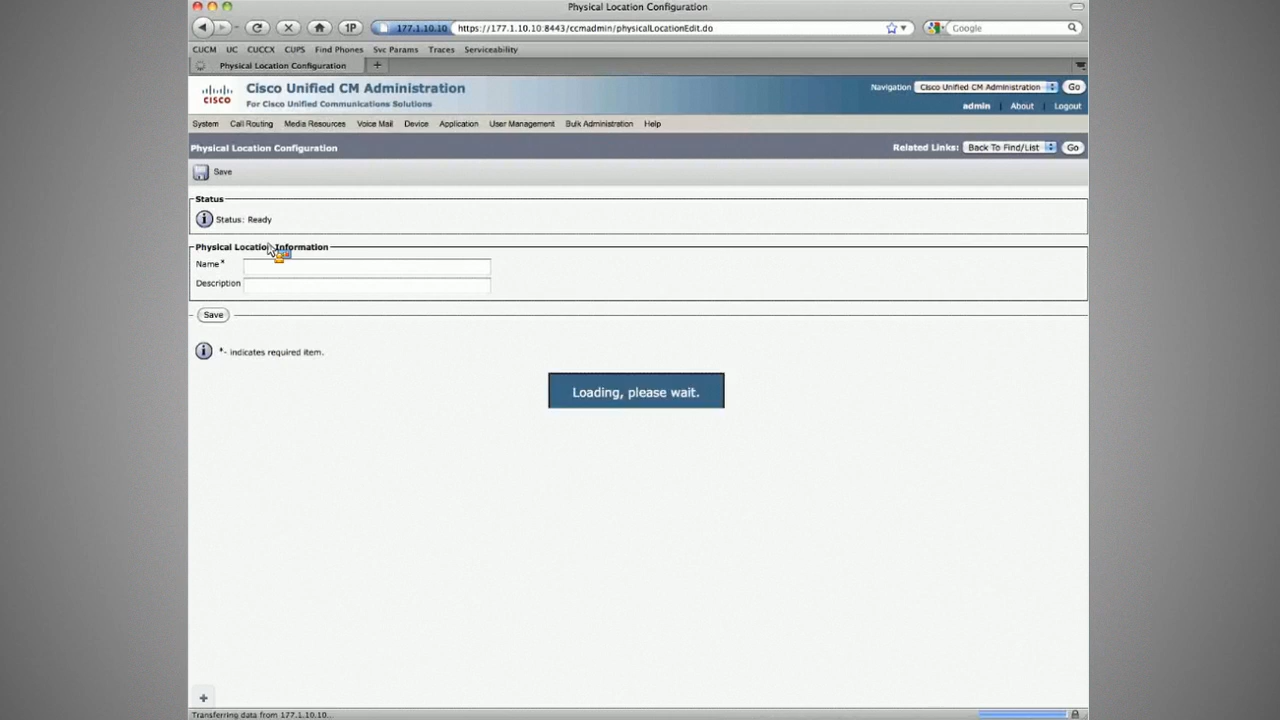 Physical Location Configuration
1P
177.1.10.10
https://177.1.10.10:8443/ccmadmin/physicalLocationEdit.do
Google
CUCM UC CUCCX CUPS Find Phones Svc Params Traces Serviceability
Physical Location Configuration +
CISCO
Cisco Unified CM Administration
For Cisco Unified Communications Solutions
Navigation Cisco Unified CM Administration Go
admin | About | Logout
System Call Routing Media Resources Voice Mail Device Application User Management Bulk Administration Help
Physical Location Configuration
Related Links: Back To Find/List Go
Save
Status
Status: Ready
Physical Location Information
Name*
Description
Save
*- indicates required item.
Loading, please wait.
Transferring data from 177.1.10.10...